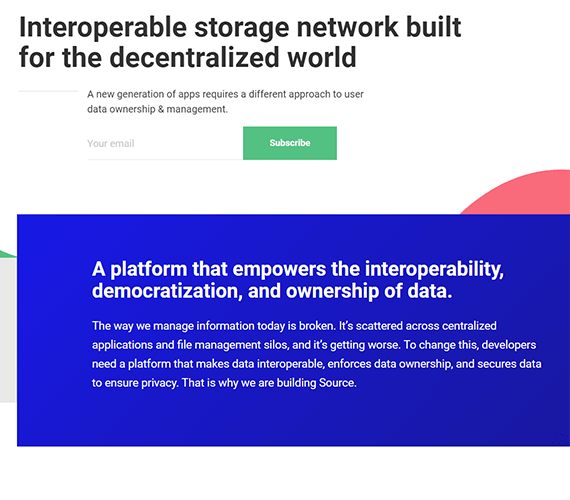 Interoperable storage network built
for the decentralized world
A new generation of apps requires a different approach to user
data ownership & management.
Your email
Subscribe
A platform that empowers the interoperability,
democratization, and ownership of data.
The way we manage information today is broken. It's scattered across centralized
applications and file management silos, and it's getting worse. To change this, developers
need a platform that makes data interoperable, enforces data ownership, and secures data
to ensure privacy. That is why we are building Source.